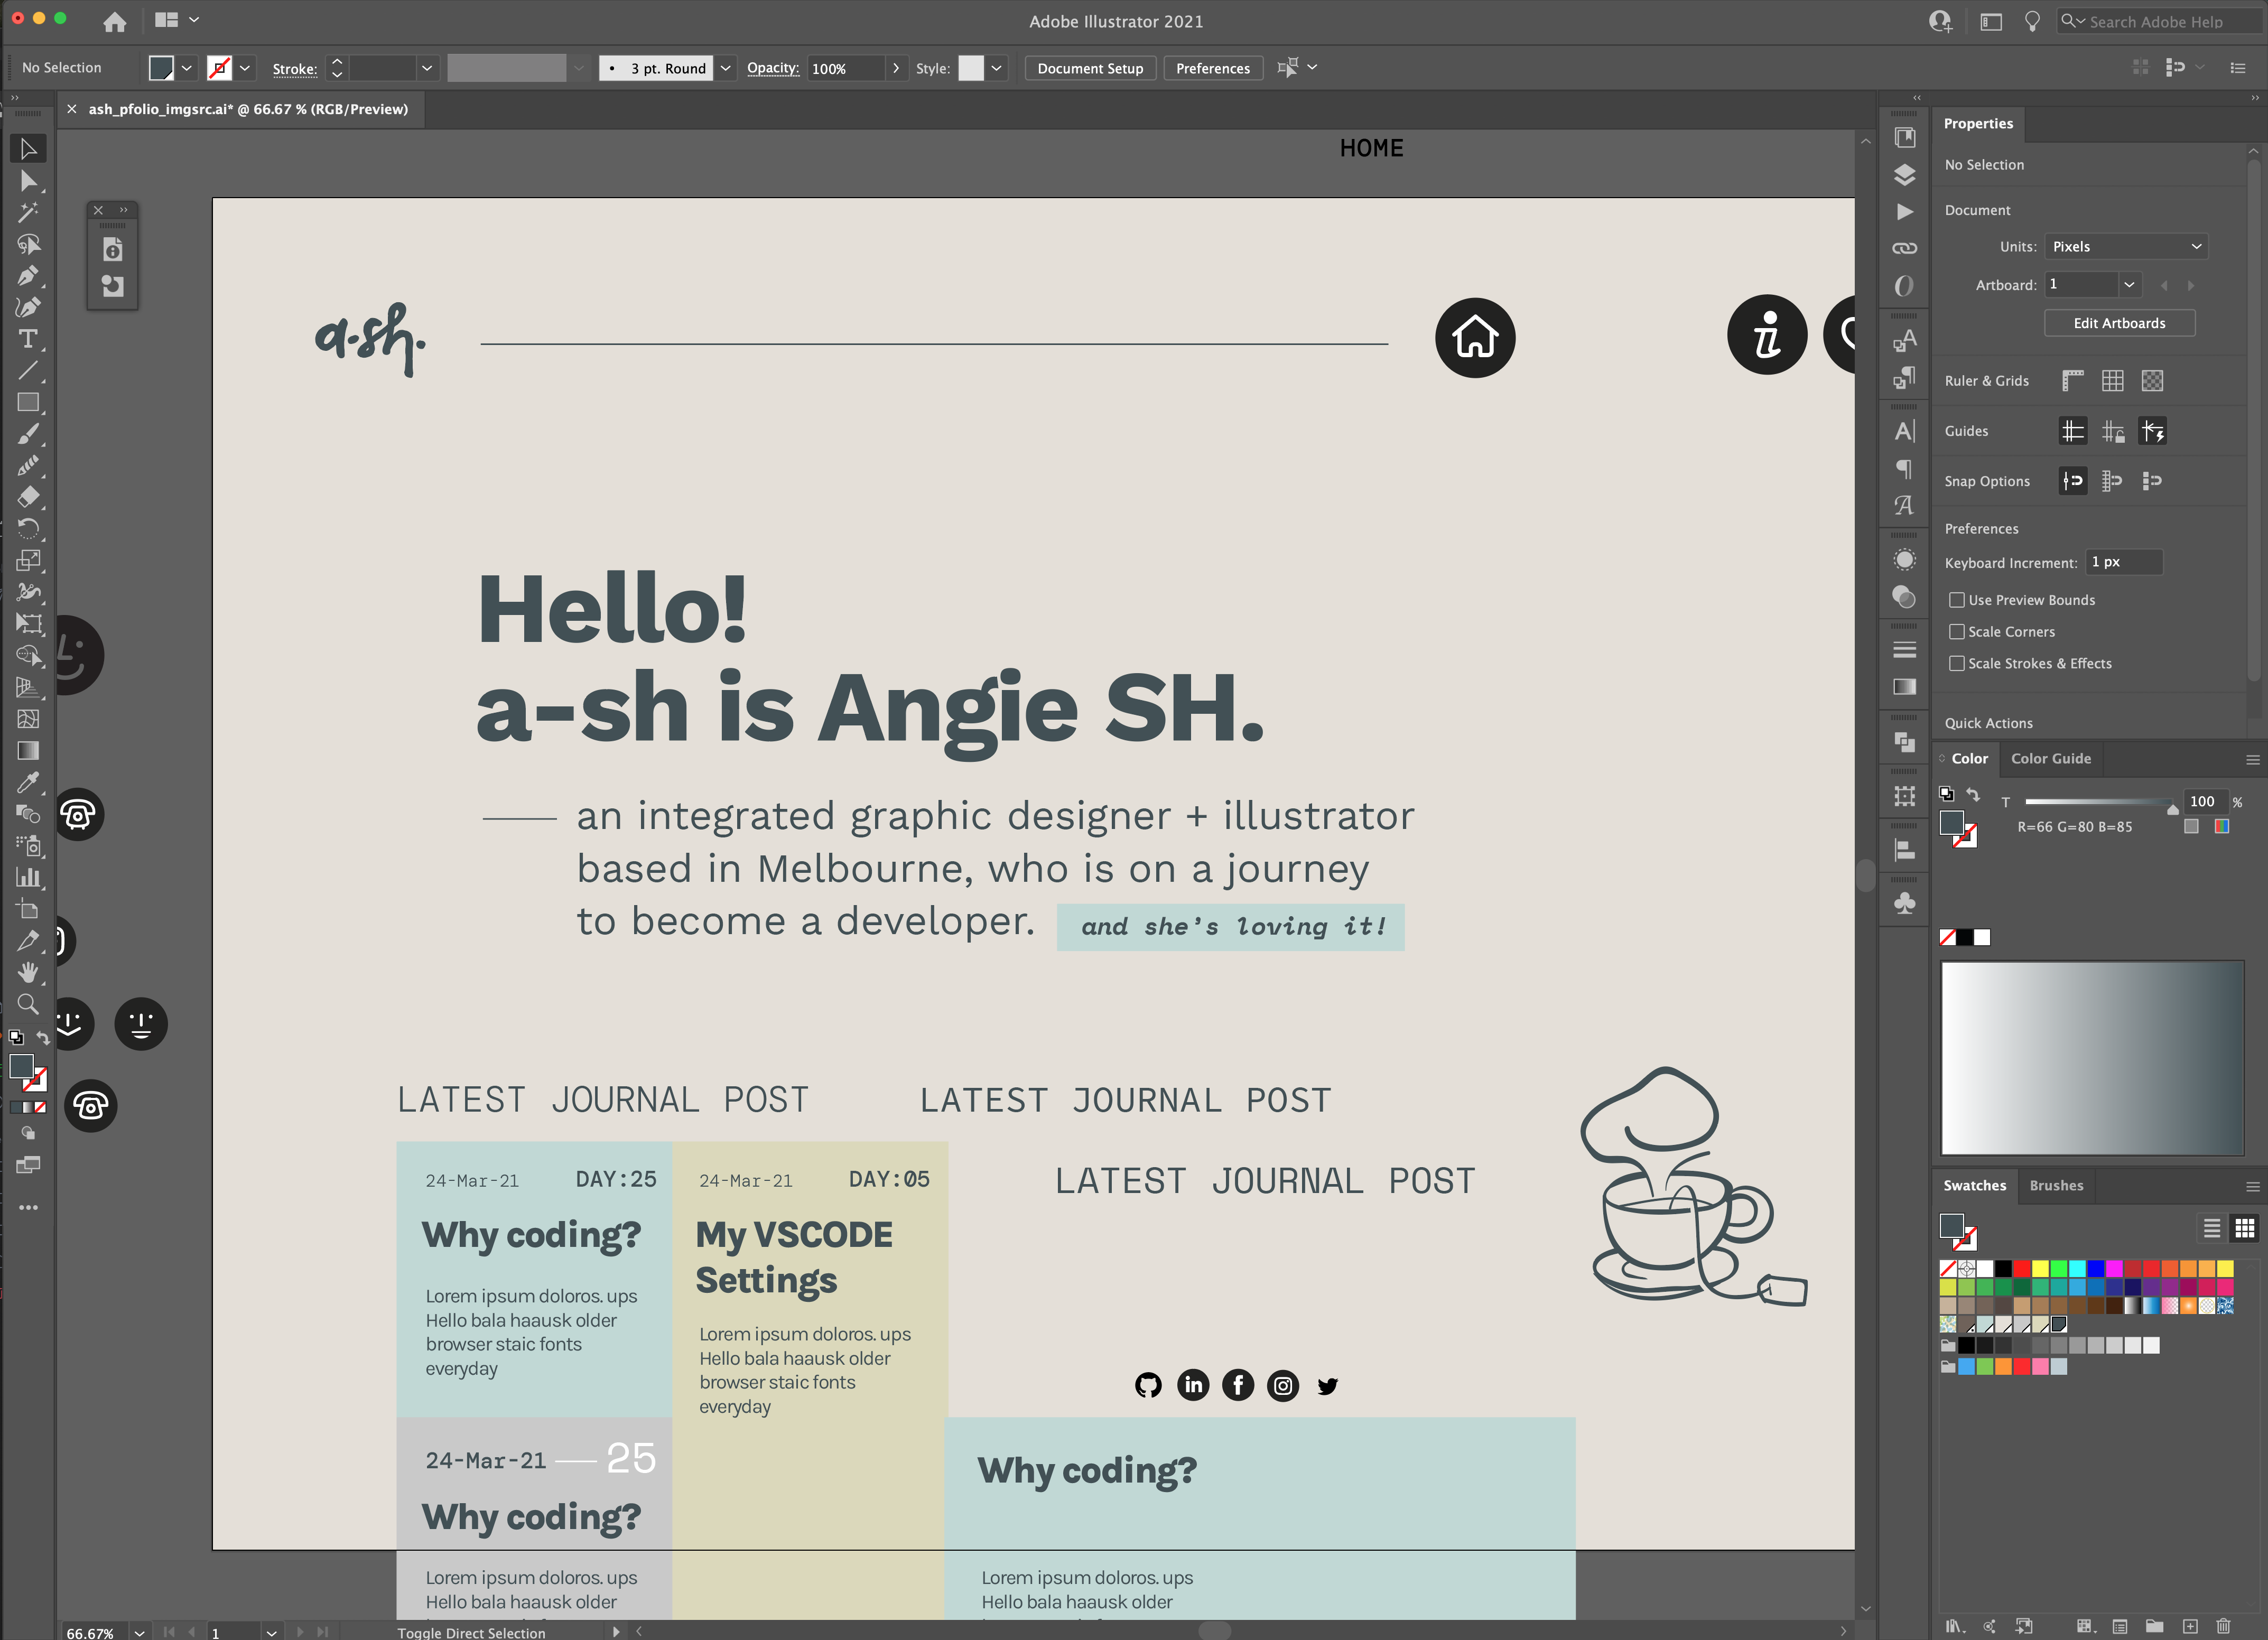 Adobe Illustrator 2021
Search Adobe Help
No Selection
Stroke:
3 pt. Round
Opacity:
100%
Style:
Document Setup
Preferences
ash_pfolio_imgsrc.ai* @ 66.67 % (RGB/Preview)
HOME
a-sh.
Hello!
a-sh is Angie SH.
an integrated graphic designer + illustrator
based in Melbourne, who is on a journey
to become a developer.
and she's loving it!
LATEST JOURNAL POST
LATEST JOURNAL POST
LATEST JOURNAL POST
24-Mar-21 DAY:25
Why coding?
Lorem ipsum doloros. ups
Hello bala haausk older
browser staic fonts
everyday
24-Mar-21 DAY:05
My VSCODE
Settings
Lorem ipsum doloros. ups
Hello bala haausk older
browser staic fonts
everyday
24-Mar-21 25
Why coding?
Lorem ipsum doloros. ups
Hello bala haausk older
Why coding?
Lorem ipsum doloros. ups
Hello bala haausk older
66.67%
1
Toggle Direct Selection
Properties
No Selection
Document
Units: Pixels
Artboard: 1
Edit Artboards
Ruler & Grids
Guides
Snap Options
Preferences
Keyboard Increment: 1 px
Use Preview Bounds
Scale Corners
Scale Strokes & Effects
Quick Actions
Color
Color Guide
T 100 %
R=66 G=80 B=85
Swatches
Brushes